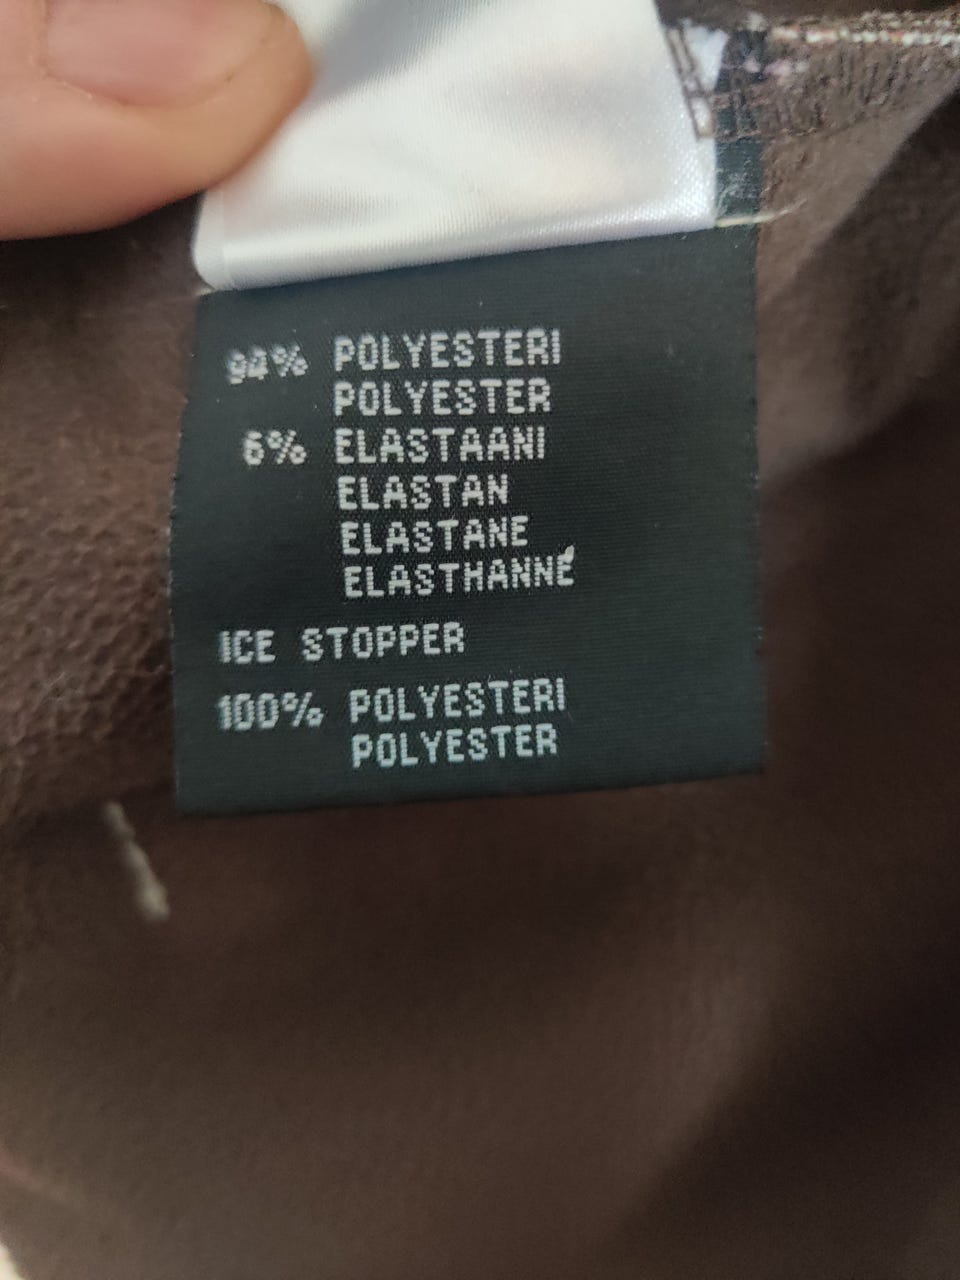 94% POLYESTERI
POLYESTER
6% ELASTAANI
ELASTAN
ELASTANE
ELASTHANNE
ICE STOPPER
100% POLYESTERI
POLYESTER